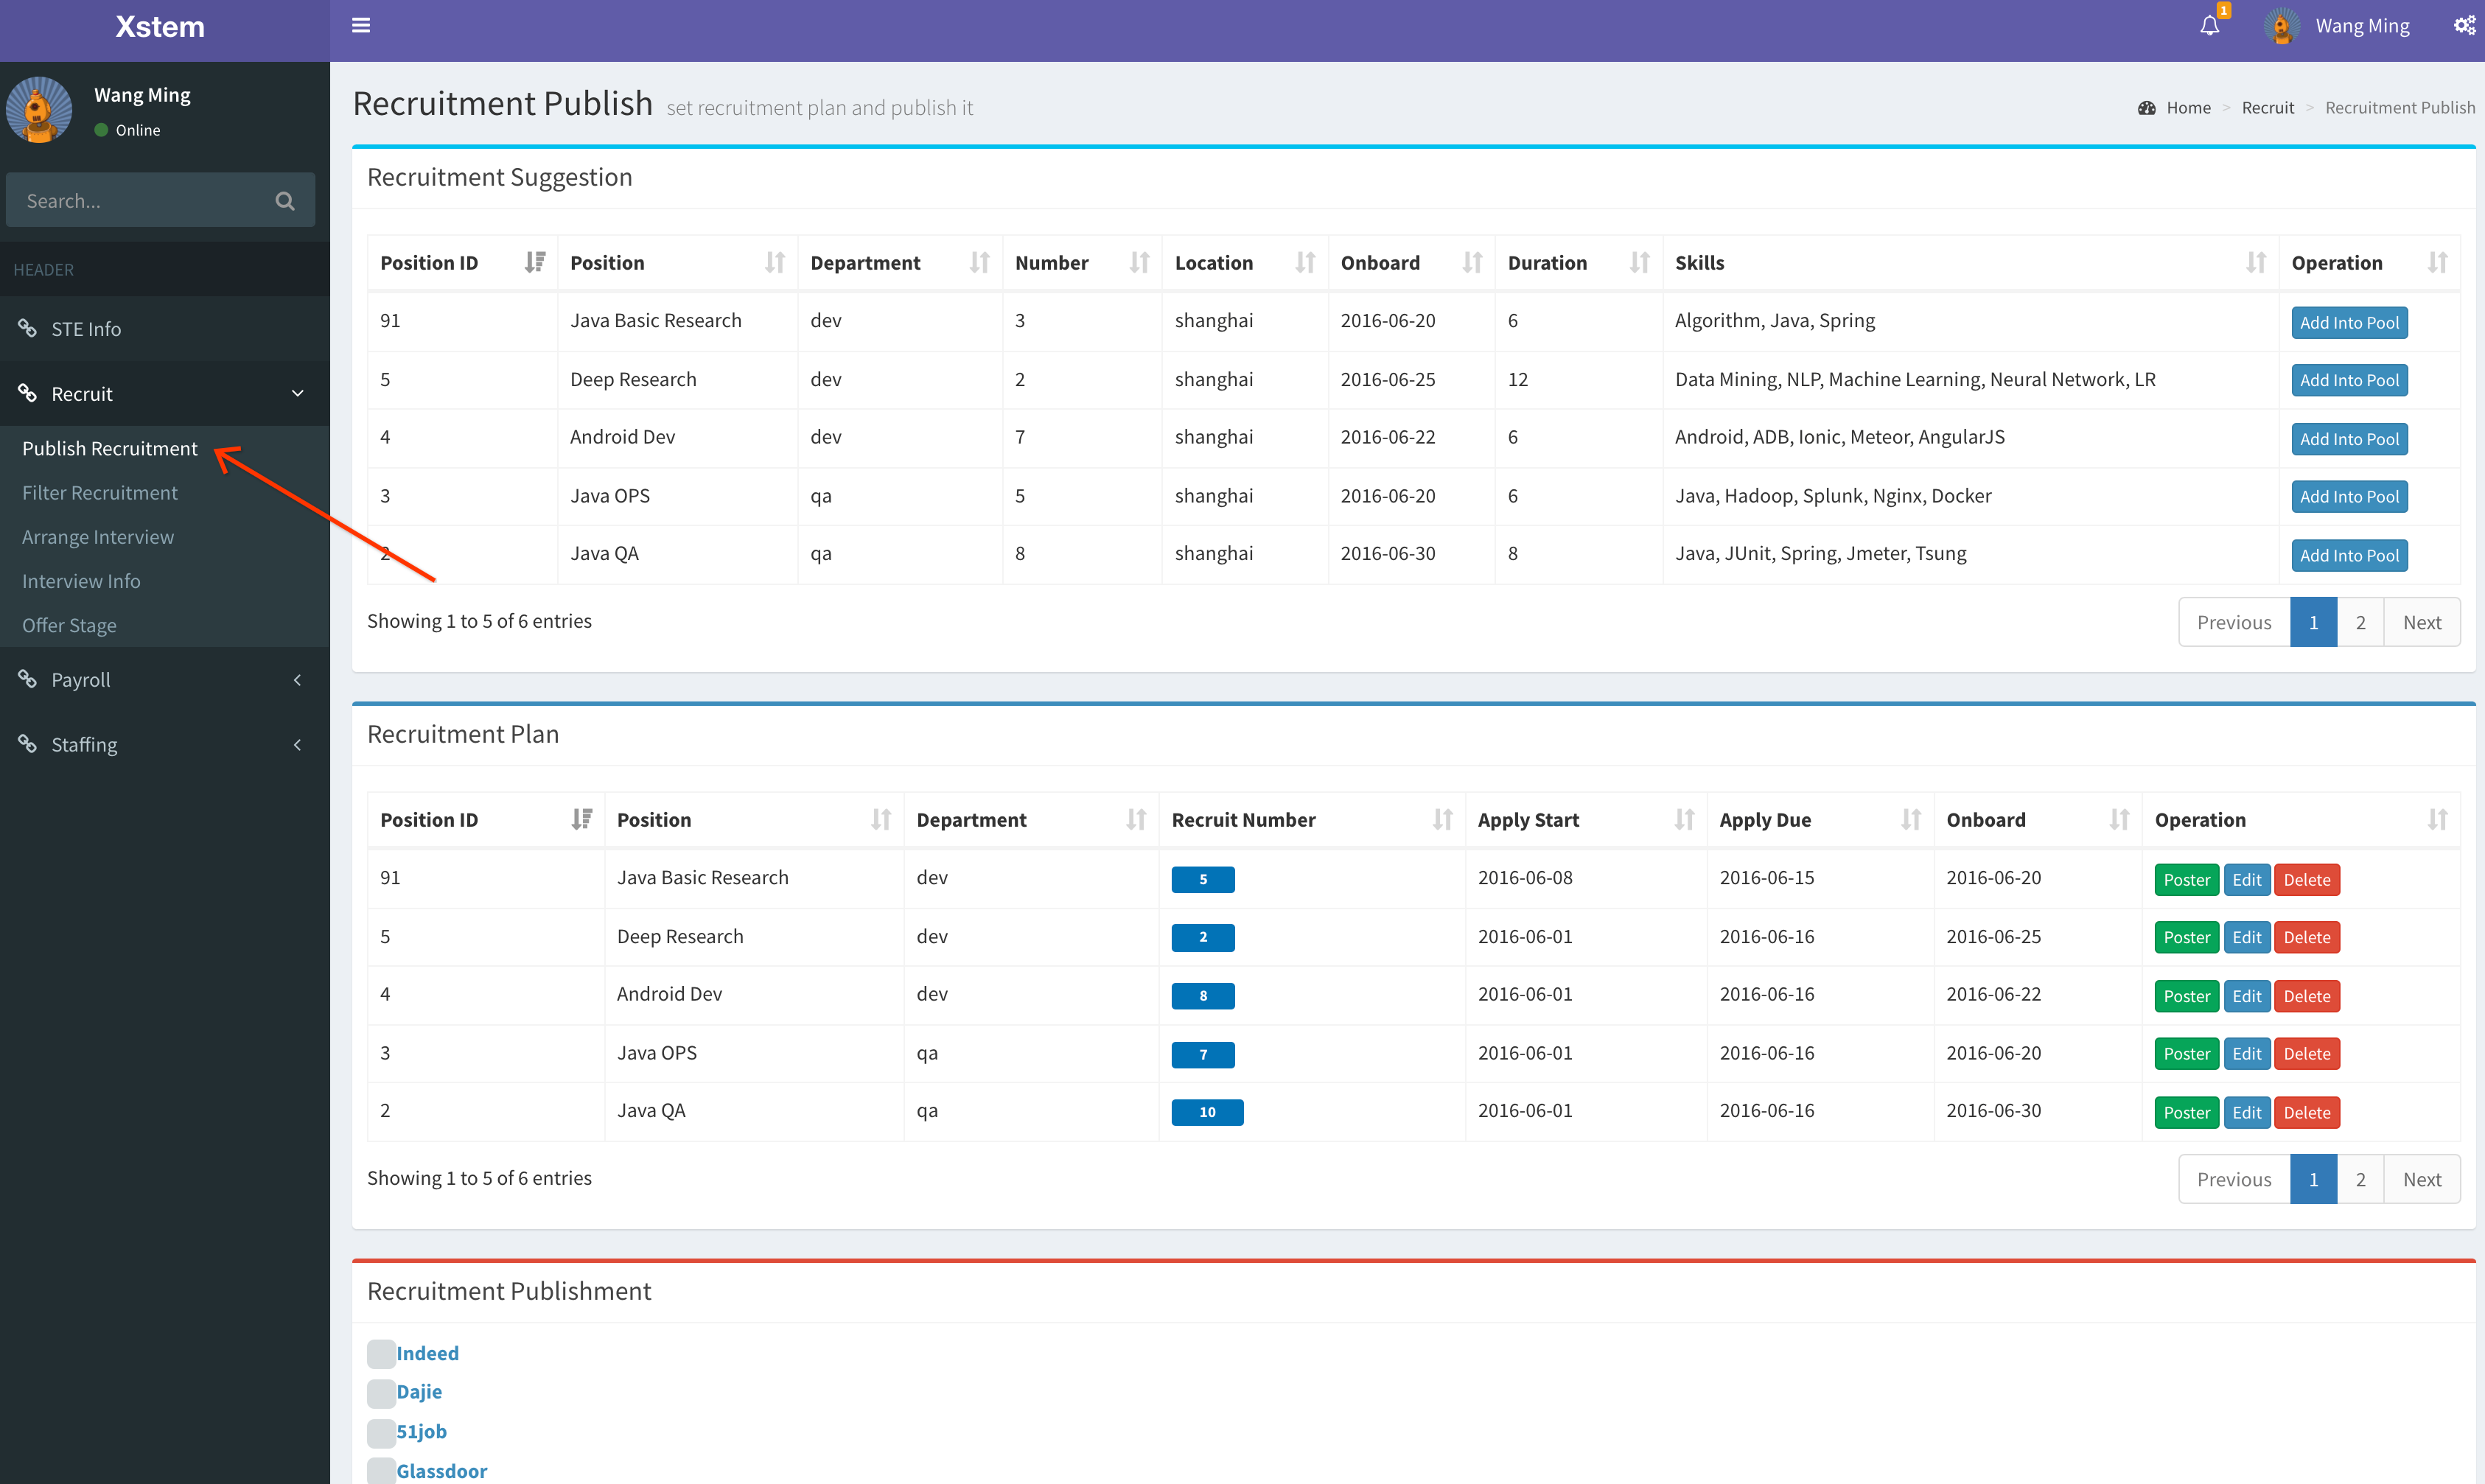 Xstem
1
Wang Ming
Wang Ming
Online
Search...
HEADER
STE Info
Recruit
Publish Recruitment
Filter Recruitment
Arrange Interview
Interview Info
Offer Stage
Payroll
Staffing
Recruitment Publish set recruitment plan and publish it
Home > Recruit > Recruitment Publish
Recruitment Suggestion
Position ID Position Department Number Location Onboard Duration Skills Operation
91 Java Basic Research dev 3 shanghai 2016-06-20 6 Algorithm, Java, Spring Add Into Pool
5 Deep Research dev 2 shanghai 2016-06-25 12 Data Mining, NLP, Machine Learning, Neural Network, LR Add Into Pool
4 Android Dev dev 7 shanghai 2016-06-22 6 Android, ADB, Ionic, Meteor, AngularJS Add Into Pool
3 Java OPS qa 5 shanghai 2016-06-20 6 Java, Hadoop, Splunk, Nginx, Docker Add Into Pool
2 Java QA qa 8 shanghai 2016-06-30 8 Java, JUnit, Spring, Jmeter, Tsung Add Into Pool
Showing 1 to 5 of 6 entries
Previous 1 2 Next
Recruitment Plan
Position ID Position Department Recruit Number Apply Start Apply Due Onboard Operation
91 Java Basic Research dev 5 2016-06-08 2016-06-15 2016-06-20 Poster Edit Delete
5 Deep Research dev 2 2016-06-01 2016-06-16 2016-06-25 Poster Edit Delete
4 Android Dev dev 8 2016-06-01 2016-06-16 2016-06-22 Poster Edit Delete
3 Java OPS qa 7 2016-06-01 2016-06-16 2016-06-20 Poster Edit Delete
2 Java QA qa 10 2016-06-01 2016-06-16 2016-06-30 Poster Edit Delete
Showing 1 to 5 of 6 entries
Previous 1 2 Next
Recruitment Publishment
Indeed
Dajie
51job
Glassdoor